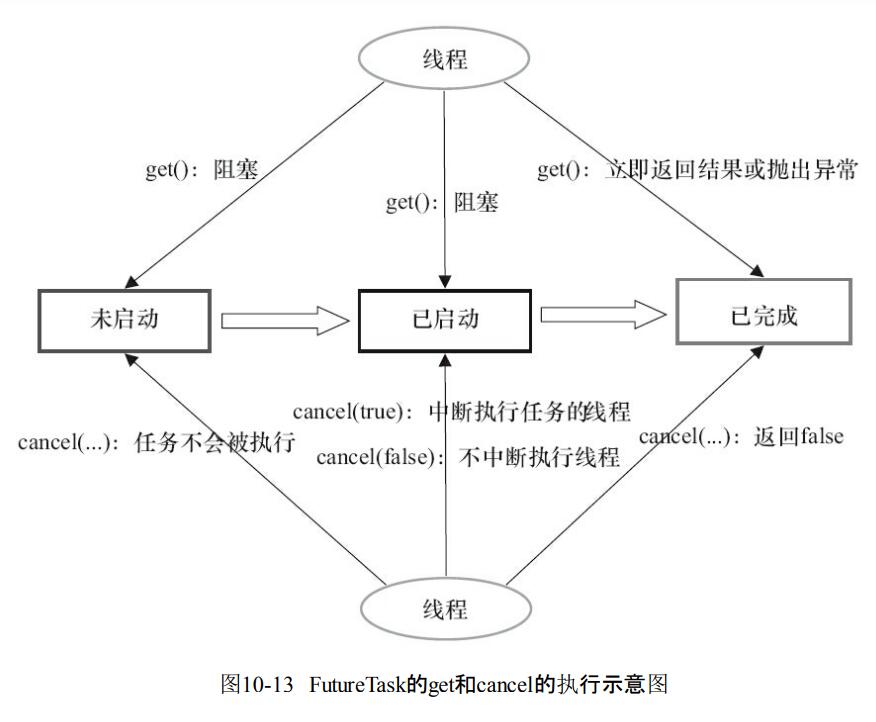 线程
get()：阻塞
get()：立即返回结果或抛出异常
get()：阻塞
未启动
已启动
已完成
cancel(true)：中断执行任务的线程
cancel(...)：任务不会被执行
cancel(...)：返回false
cancel(false)：不中断执行线程
线程
图10-13 FutureTask的get和cancel的执行示意图